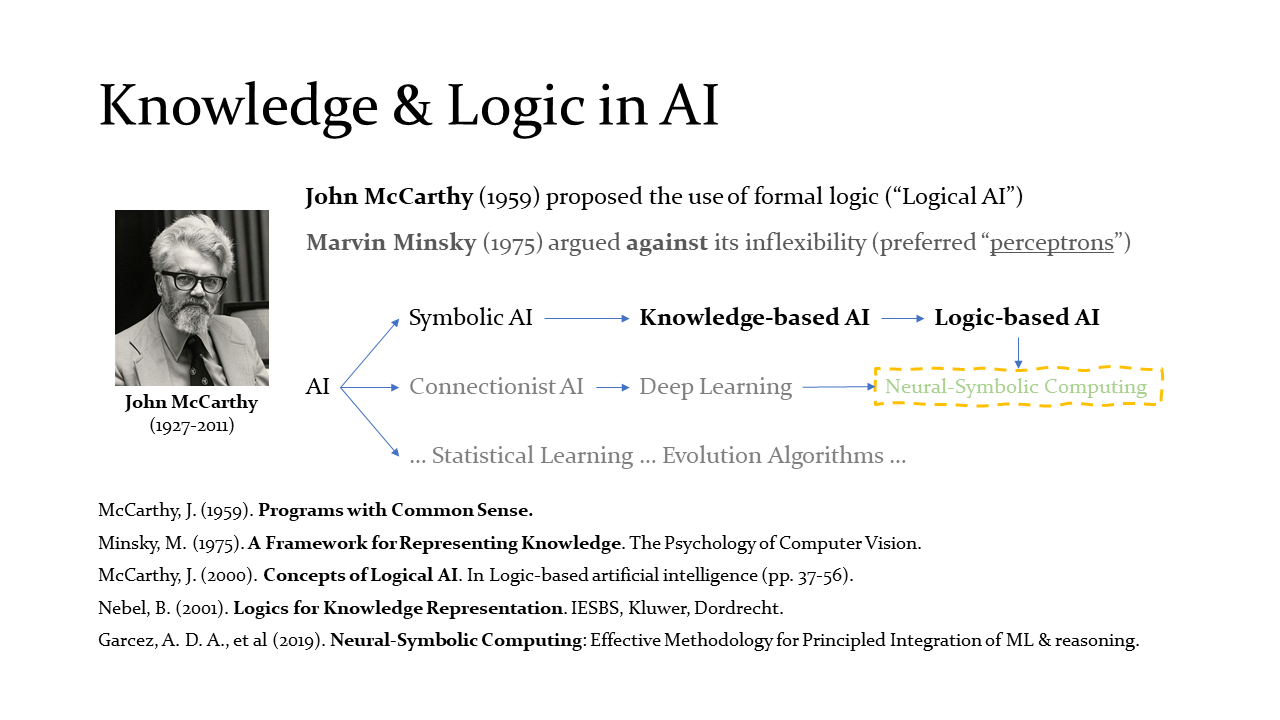 Knowledge & Logic in AI
John McCarthy (1959) proposed the use of formal logic (“Logical AI”)
Marvin Minsky (1975) argued against its inflexibility (preferred “perceptrons”)
John McCarthy
(1927-2011)
Symbolic AI
Knowledge-based AI
Logic-based AI
AI
Connectionist AI
Deep Learning
Neural-Symbolic Computing
... Statistical Learning ... Evolution Algorithms ...
McCarthy, J. (1959). Programs with Common Sense.
Minsky, M. (1975). A Framework for Representing Knowledge. The Psychology of Computer Vision.
McCarthy, J. (2000). Concepts of Logical AI. In Logic-based artificial intelligence (pp. 37-56).
Nebel, B. (2001). Logics for Knowledge Representation. IESBS, Kluwer, Dordrecht.
Garcez, A. D. A., et al (2019). Neural-Symbolic Computing: Effective Methodology for Principled Integration of ML & reasoning.